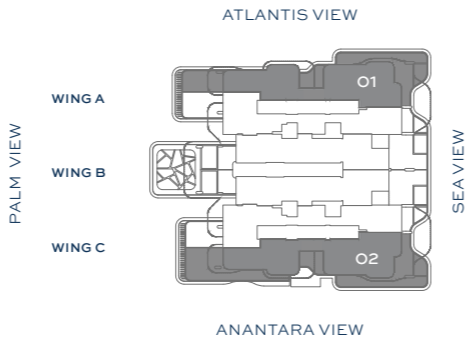 ATLANTIS VIEW
01
WING A
PALM VIEW
WING B
SEA VIEW
WING C
02
ANANTARA VIEW